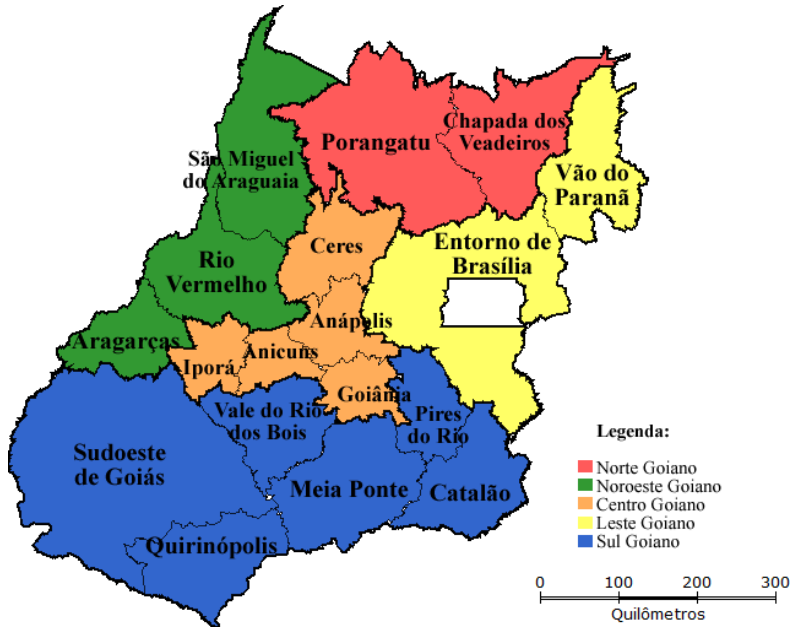 Porangatu
Chapada dos
Veadeiros
São Miguel
do Araguaia
Vão do
Paranã
Ceres
Entorno de
Brasília
Rio
Vermelho
Anápolis
Aragarças
Iporá
Anicuns
Goiânia
Vale do Rio
dos Bois
Pires
do Rio
Sudoeste
de Goiás
Meia Ponte
Catalão
Quirinópolis
Legenda:
Norte Goiano
Noroeste Goiano
Centro Goiano
Leste Goiano
Sul Goiano
0 100 200 300
Quilômetros